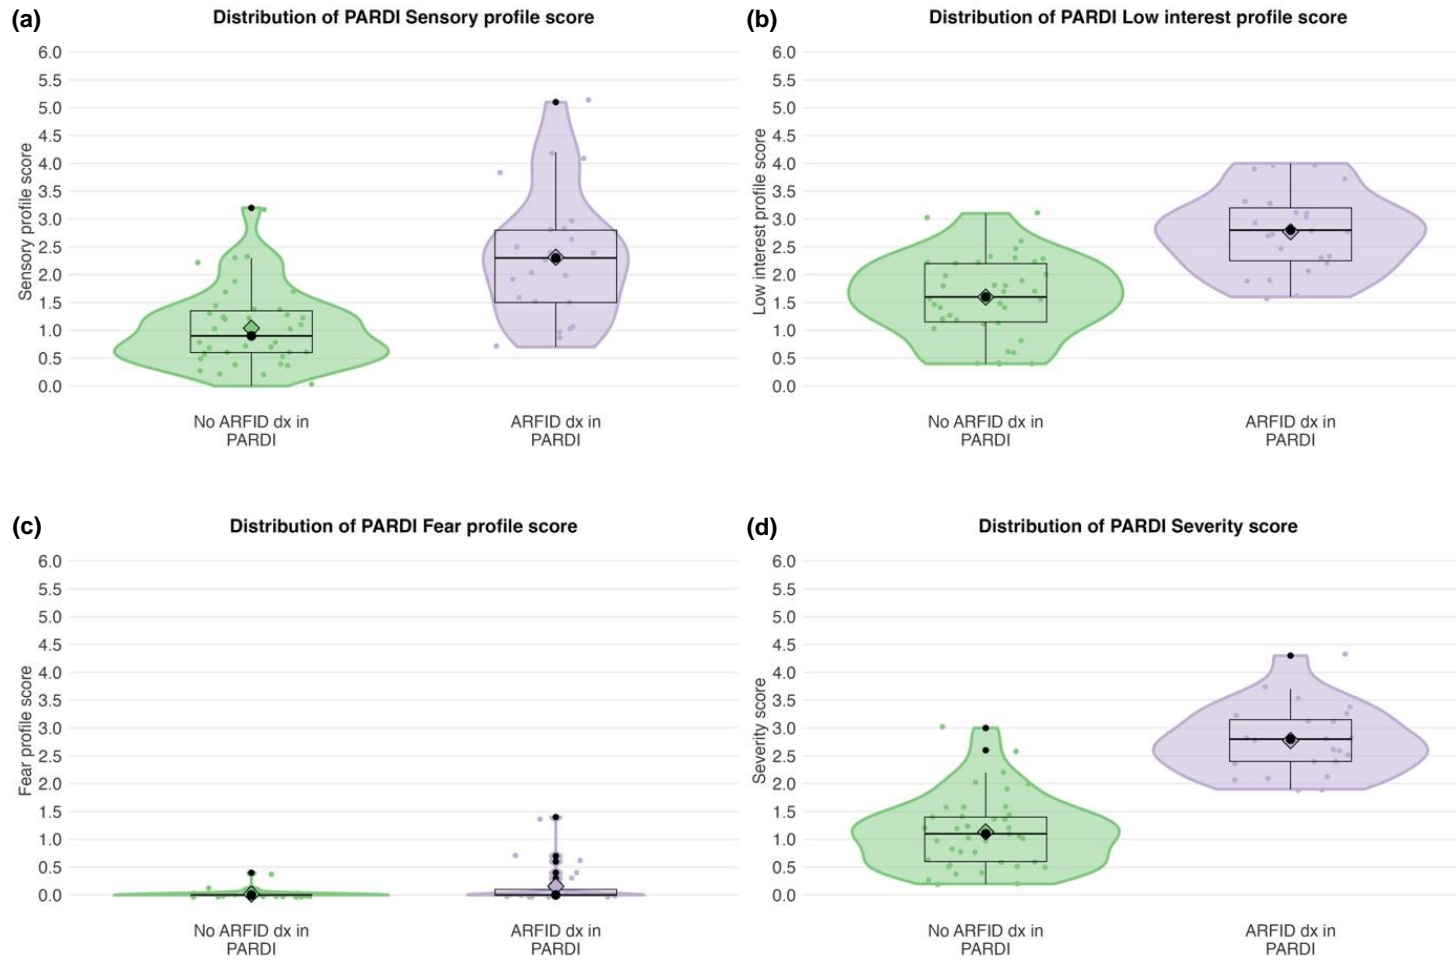 (a)
Distribution of PARDI Sensory profile score
6.0
5.5
5.0
4.5
4.0
3.5
3.0
2.5
2.0
1.5
1.0
0.5
0.0
Sensory profile score
No ARFID dx in
PARDI
ARFID dx in
PARDI
(b)
Distribution of PARDI Low interest profile score
6.0
5.5
5.0
4.5
4.0
3.5
3.0
2.5
2.0
1.5
1.0
0.5
0.0
Low interest profile score
No ARFID dx in
PARDI
ARFID dx in
PARDI
(c)
Distribution of PARDI Fear profile score
6.0
5.5
5.0
4.5
4.0
3.5
3.0
2.5
2.0
1.5
1.0
0.5
0.0
Fear profile score
No ARFID dx in
PARDI
ARFID dx in
PARDI
(d)
Distribution of PARDI Severity score
6.0
5.5
5.0
4.5
4.0
3.5
3.0
2.5
2.0
1.5
1.0
0.5
0.0
Severity score
No ARFID dx in
PARDI
ARFID dx in
PARDI